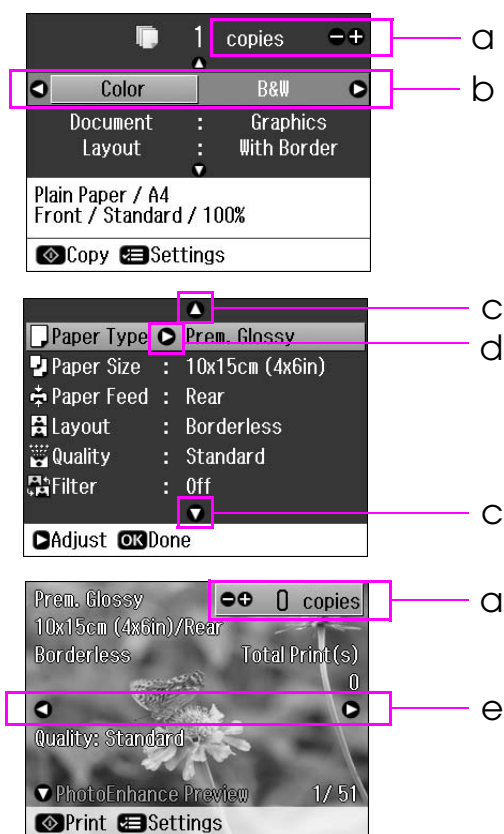 1 copies
a
Color B&W
b
Document : Graphics
Layout : With Border
Plain Paper / A4
Front / Standard / 100%
Copy Settings
c
Paper Type Prem. Glossy
d
Paper Size : 10x15cm (4x6in)
Paper Feed : Rear
Layout : Borderless
Quality : Standard
Filter : Off
c
Adjust OK Done
Prem. Glossy 0 copies
a
10x15cm (4x6in)/Rear
Borderless Total Print(s)
0
e
Quality: Standard
PhotoEnhance Preview 1/ 51
Print Settings